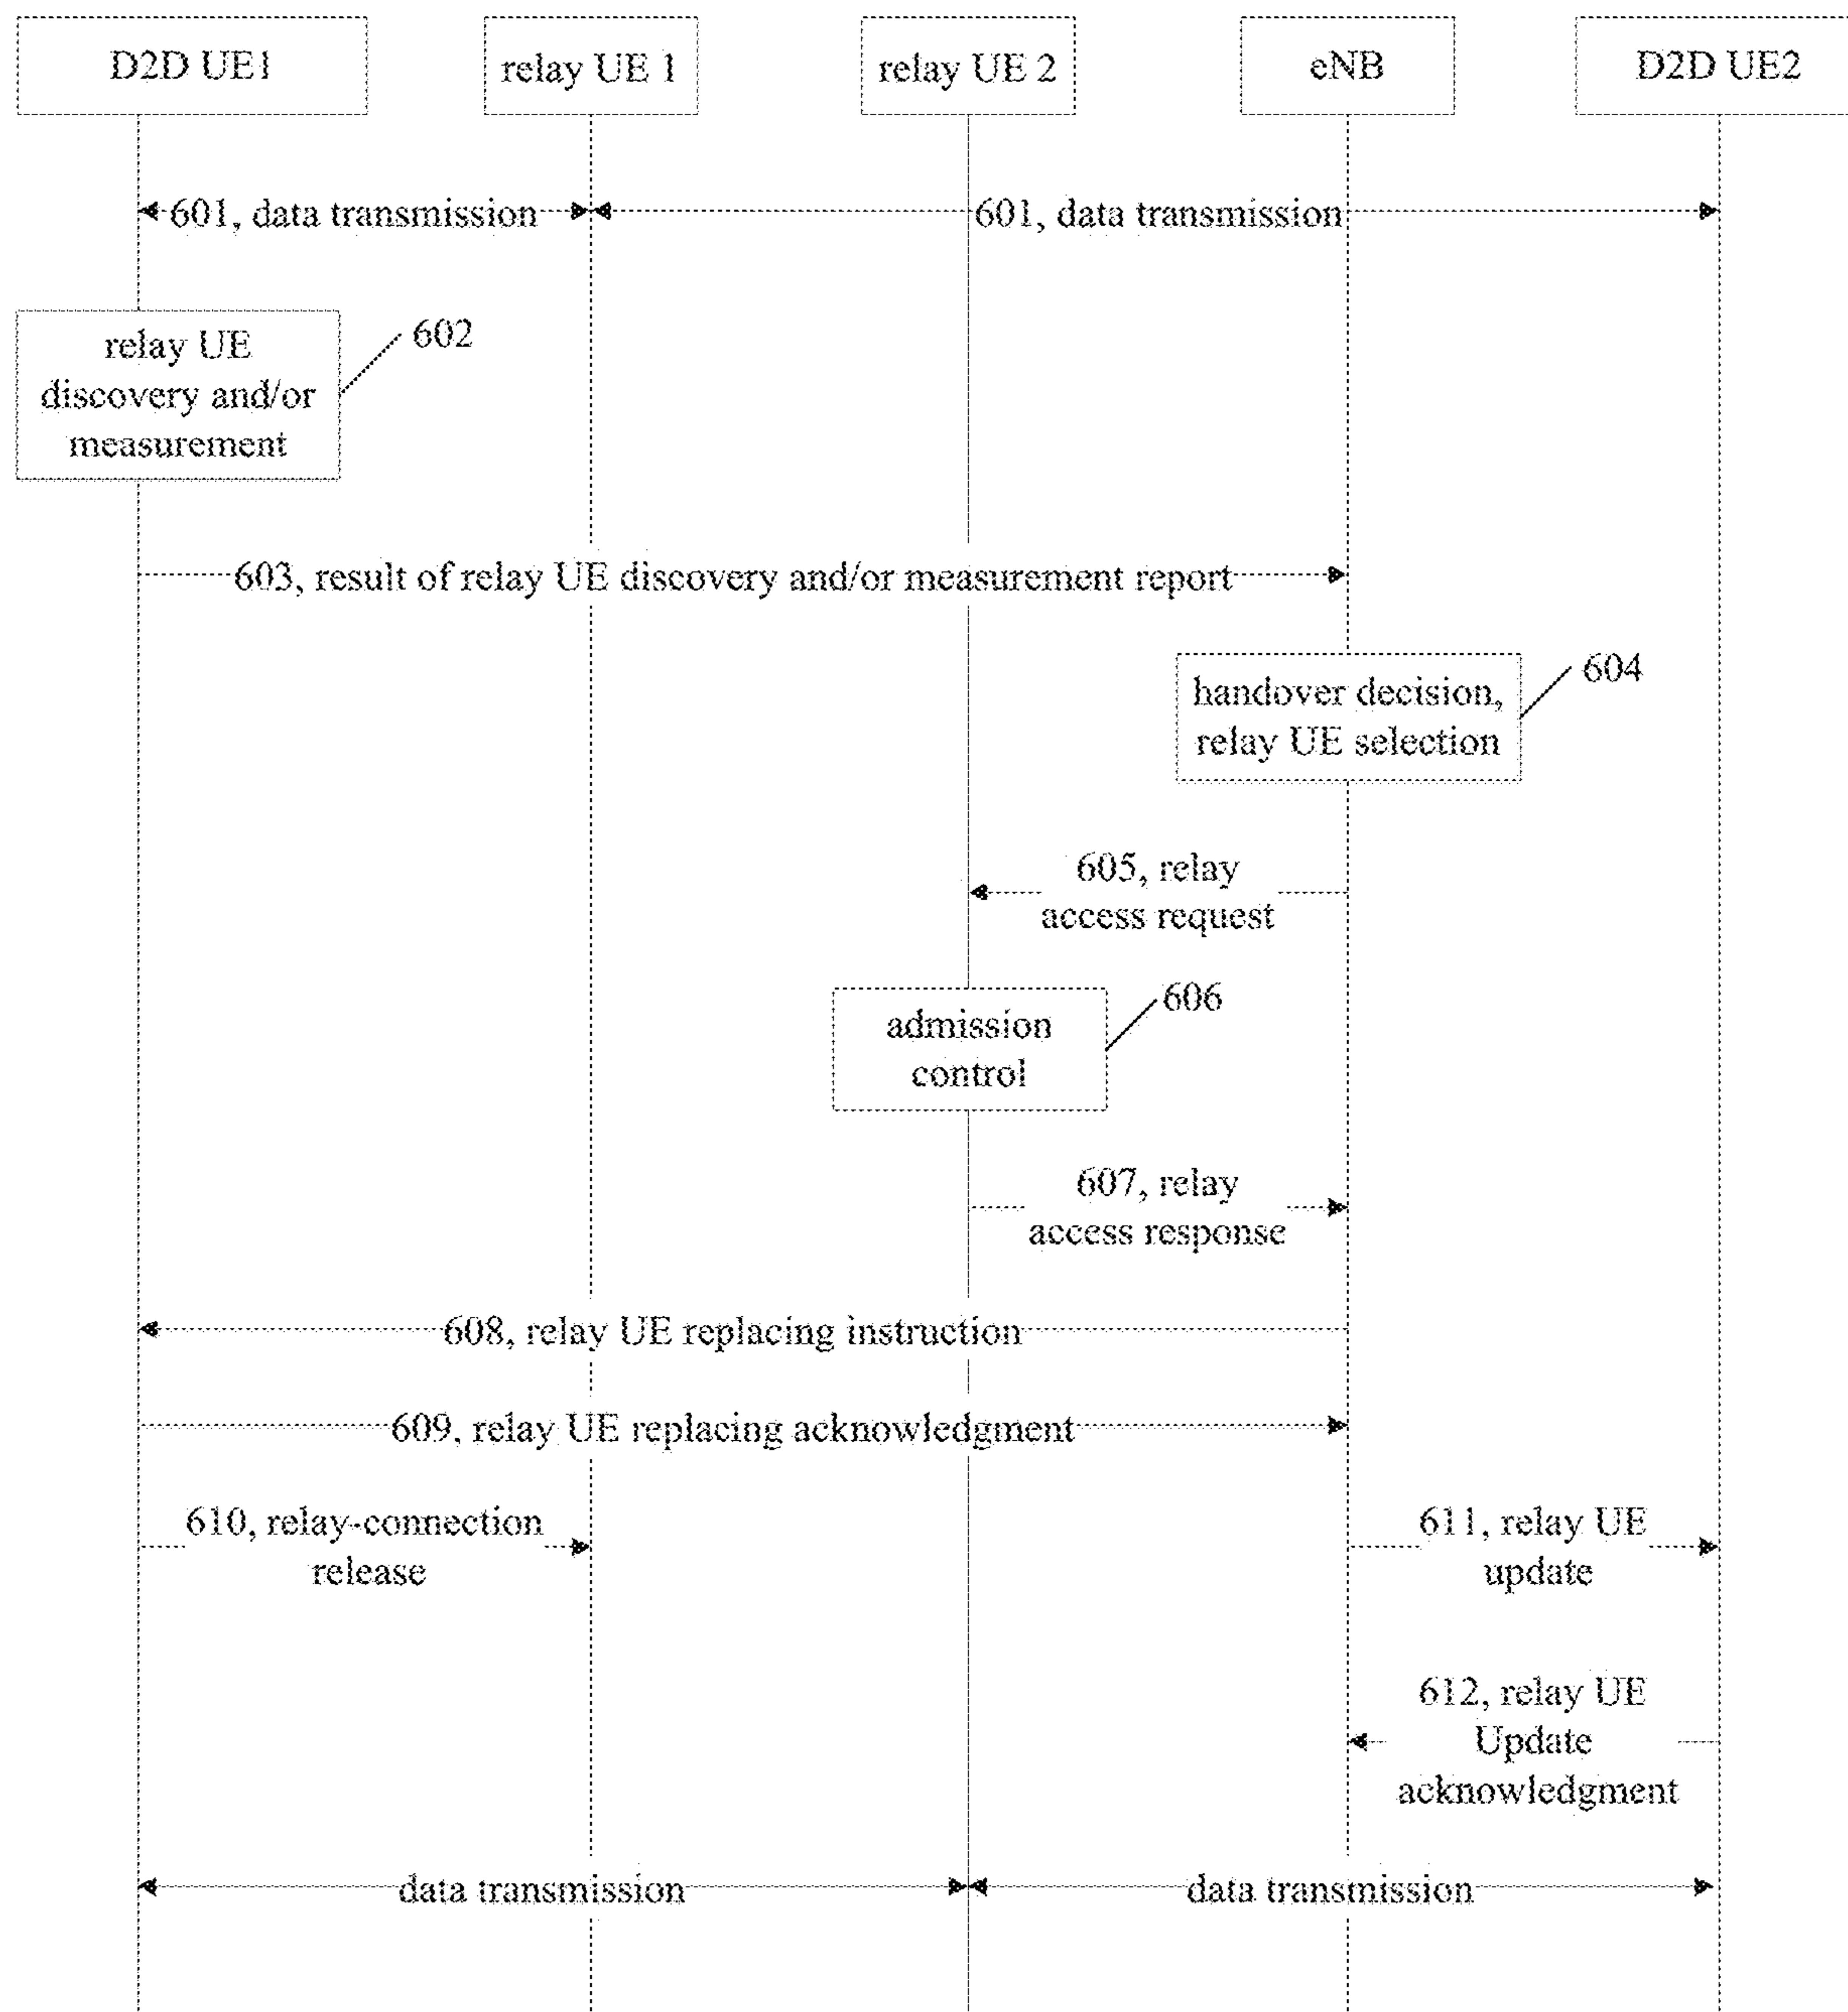 D2D UE1
relay UE 1
relay UE 2
eNB
D2D UE2
601, data transmission
601, data transmission
relay UE
discovery and/or
measurement
602
603, result of relay UE discovery and/or measurement report
handover decision,
relay UE selection
604
605, relay
access request
admission
control
606
607, relay
access response
608, relay UE replacing instruction
609, relay UE replacing acknowledgment
610, relay-connection
release
611, relay UE
update
612, relay UE
Update
acknowledgment
data transmission
data transmission